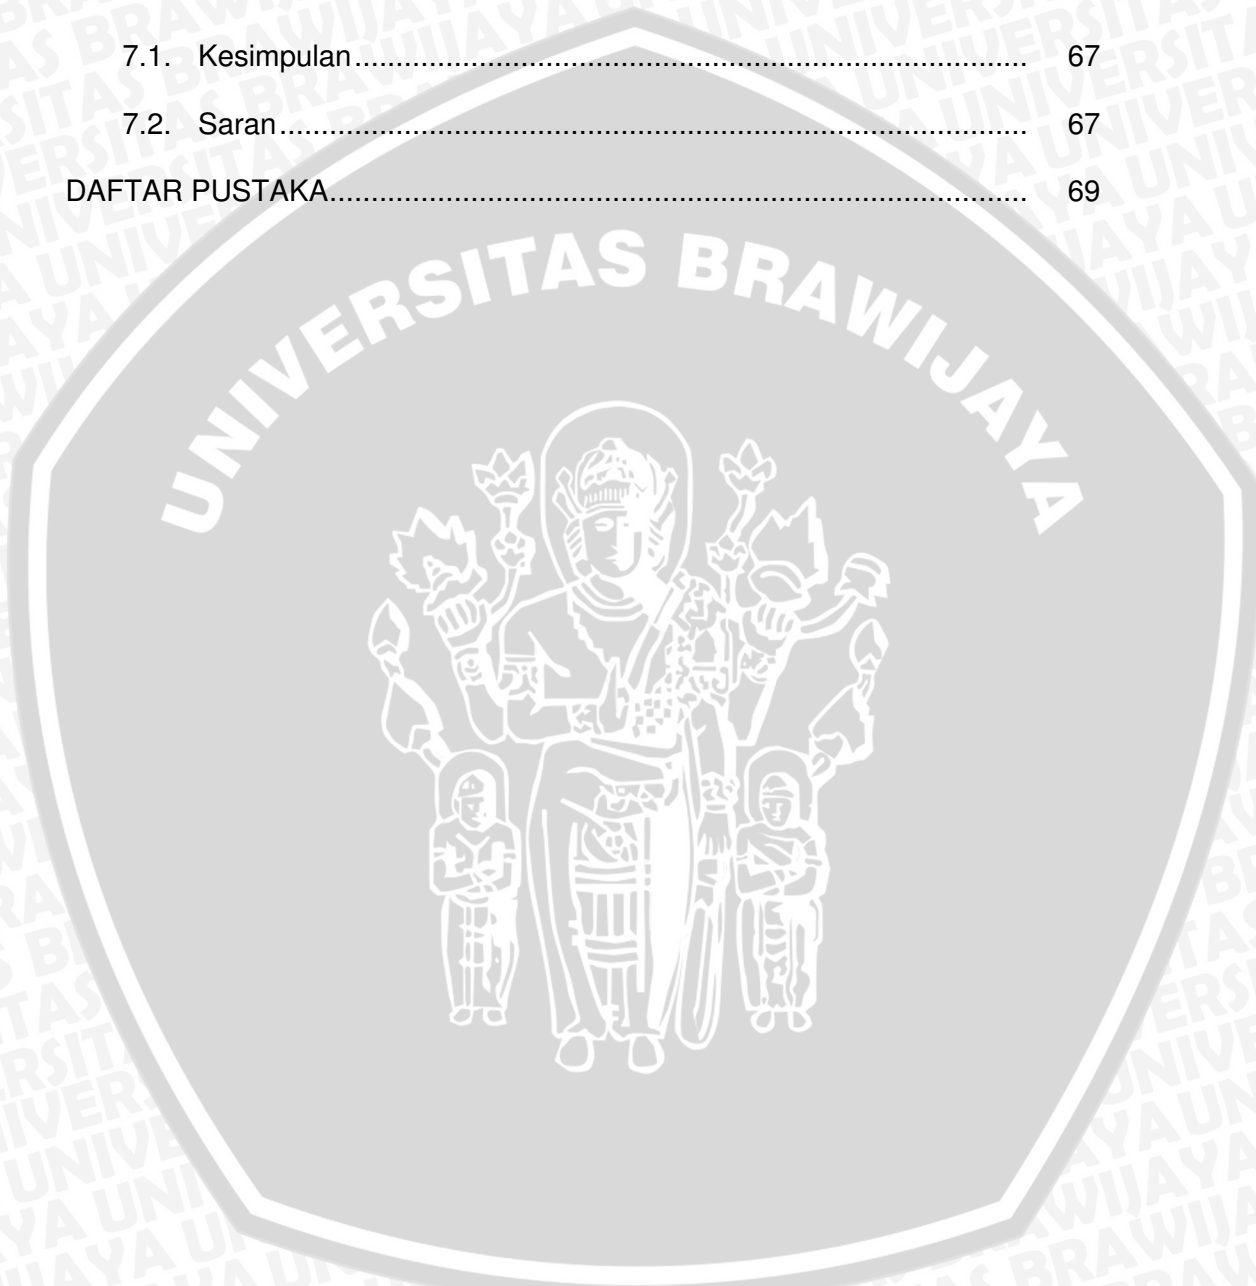 7.1. Kesimpulan................................................................................... 67
7.2. Saran............................................................................................ 67
DAFTAR PUSTAKA...................................................................................... 69
UNIVERSITAS BRAWIJAYA